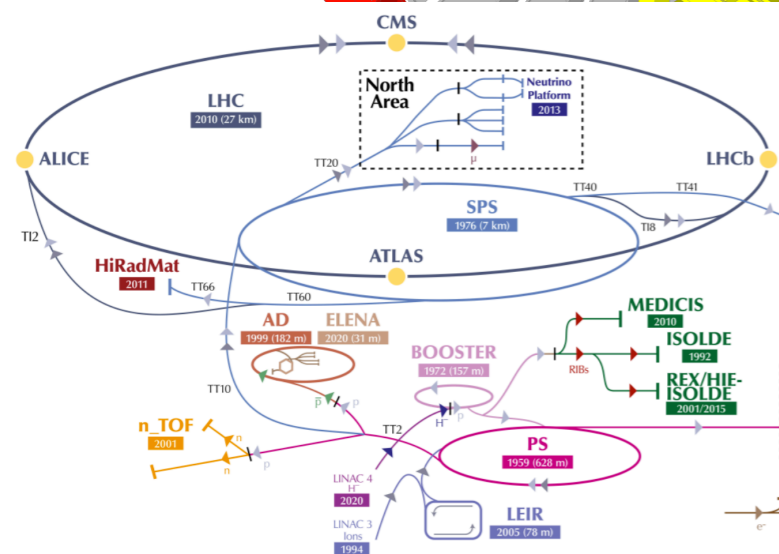 CMS
North
Area
Neutrino
Platform
2013
LHC
2010 (27 km)
ALICE
LHCb
μ
TT20
TT40
TT41
SPS
1976 (7 km)
TI8
TI2
ATLAS
HiRadMat
2011
TT66
TT60
AD
1999 (182 m)
ELENA
2020 (31 m)
MEDICIS
2010
BOOSTER
1972 (157 m)
ISOLDE
1992
RIBs
REX/HIE-
ISOLDE
2001/2015
TT10
p̅
p
TT2
H⁻
p
n_TOF
2001
n
n
p
PS
1959 (628 m)
LINAC 4
H⁻
2020
LINAC 3
Ions
1994
LEIR
2005 (78 m)
e⁻